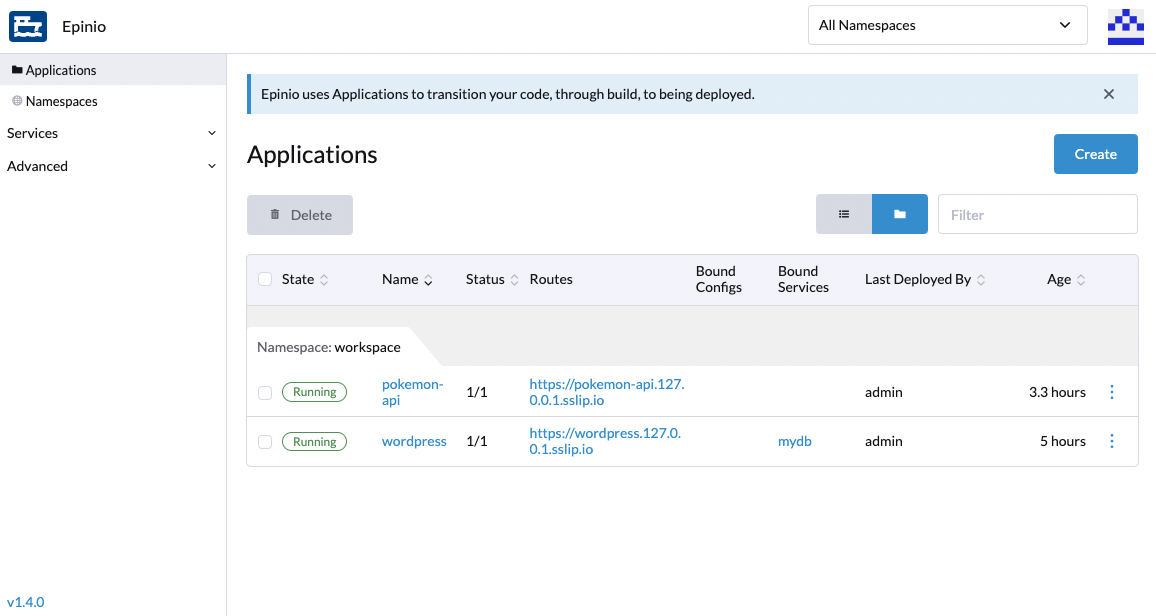 Epinio
All Namespaces
Applications
Namespaces
Services
Advanced
Epinio uses Applications to transition your code, through build, to being deployed.
Applications
Create
Delete
Filter
State Name Status Routes Bound Configs Bound Services Last Deployed By Age
Namespace: workspace
Running pokemon-api 1/1 https://pokemon-api.127.0.0.1.sslip.io admin 3.3 hours
Running wordpress 1/1 https://wordpress.127.0.0.1.sslip.io mydb admin 5 hours
v1.4.0